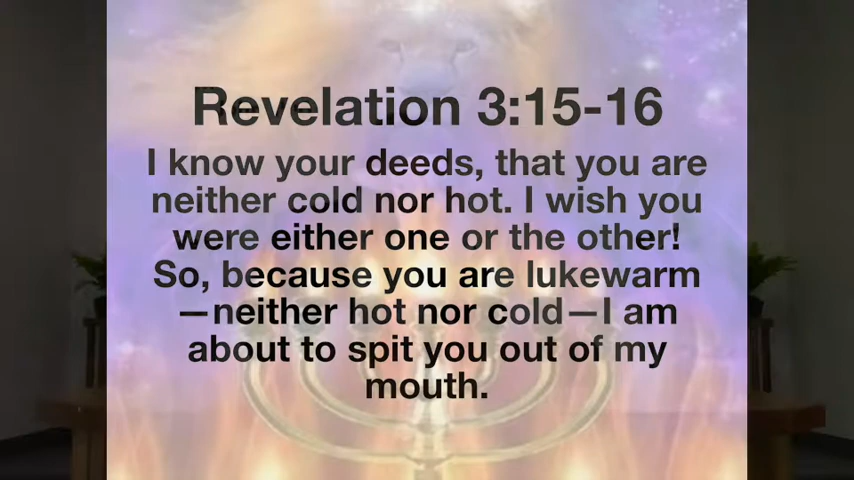 Revelation 3:15-16
I know your deeds, that you are
neither cold nor hot. I wish you
were either one or the other!
So, because you are lukewarm
—neither hot nor cold—I am
about to spit you out of my
mouth.